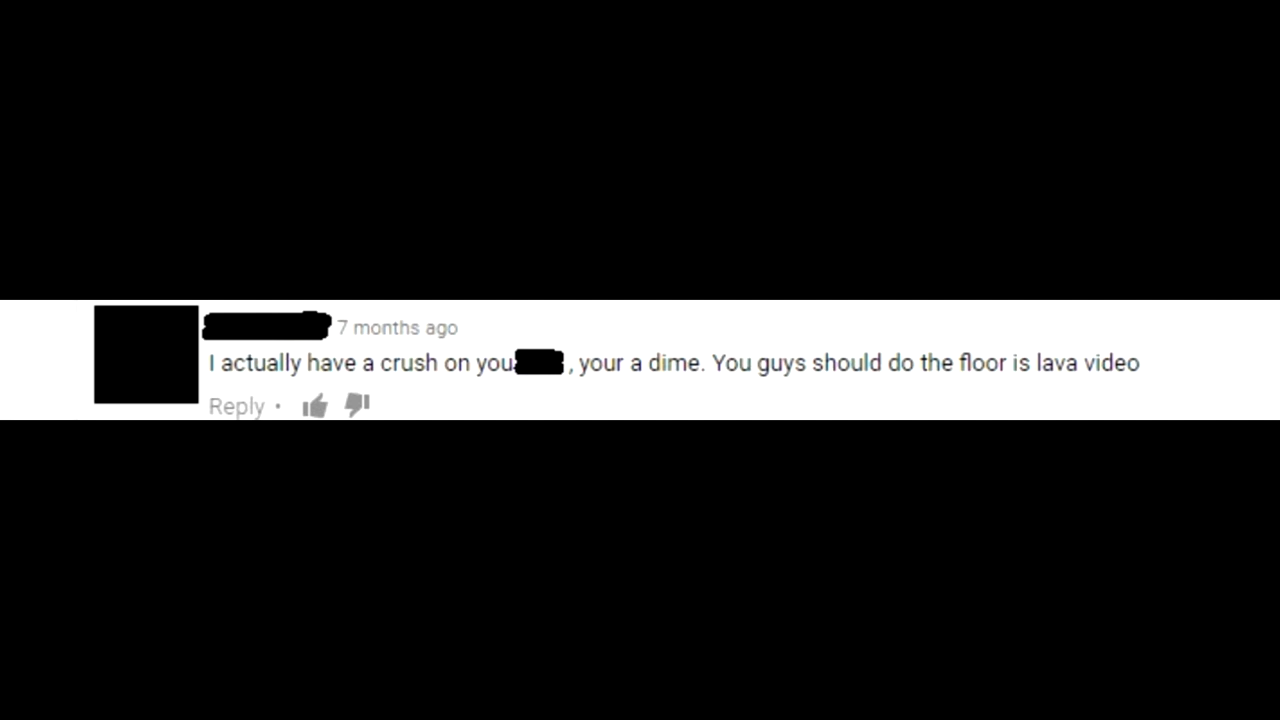 7 months ago
I actually have a crush on you , your a dime. You guys should do the floor is lava video
Reply •